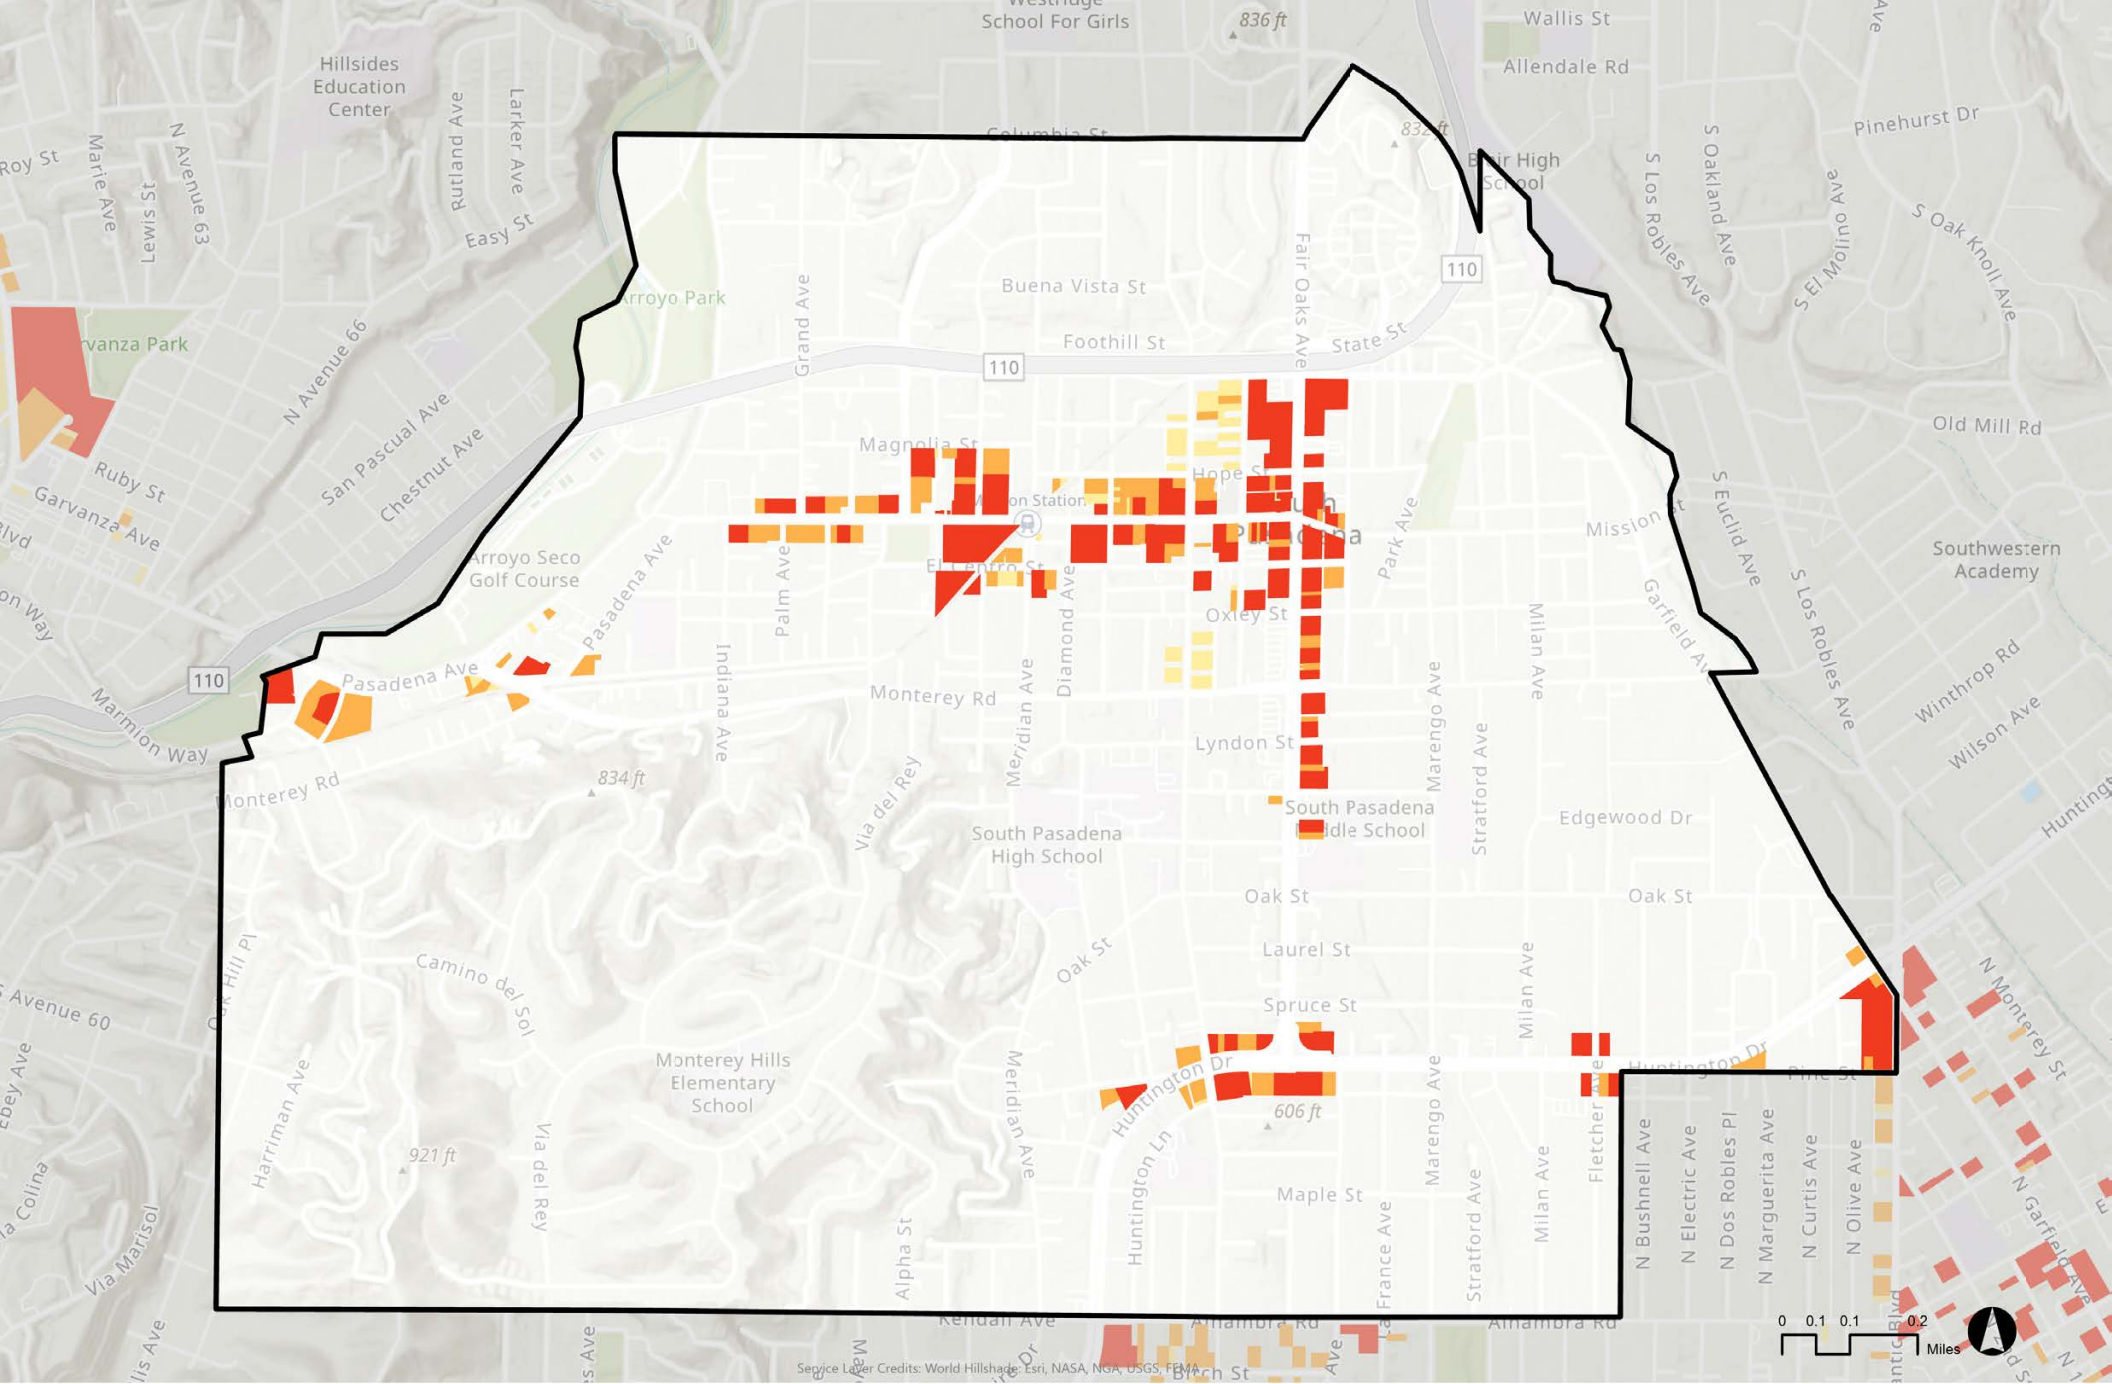 School For Girls
836 ft
Wallis St
Allendale Rd
Hillsides
Education
Center
Larker Ave
Rutland Ave
N Avenue 63
Marie Ave
Lewis St
Roy St
Easy St
Columbia St
832 ft
Blair High
School
Pinehurst Dr
S Oakland Ave
S Los Robles Ave
S El Molino Ave
S Oak Knoll Ave
Arroyo Park
Buena Vista St
Grand Ave
Fair Oaks Ave
110
Foothill St
State St
110
N Avenue 66
San Pascual Ave
Chestnut Ave
Ruby St
Garvanza Ave
Magnolia St
Hope St
Mission Station
South
Pasadena
Park Ave
Mission St
Old Mill Rd
S Euclid Ave
Southwestern
Academy
Arroyo Seco
Golf Course
Pasadena Ave
Palm Ave
El Centro St
Diamond Ave
Oxley St
Milan Ave
Garfield Ave
S Los Robles Ave
Winthrop Rd
Wilson Ave
110
Marmion Way
Pasadena Ave
Indiana Ave
Monterey Rd
Meridian Ave
Lyndon St
Marengo Ave
Stratford Ave
Monterey Rd
834 ft
Via del Rey
South Pasadena
High School
South Pasadena
Middle School
Edgewood Dr
Oak St
Oak St
Laurel St
Oak St
Oak Hill Pl
Camino del Sol
Spruce St
Milan Ave
S Avenue 60
N Monterey St
Monterey Hills
Elementary
School
Harriman Ave
921 ft
Via del Rey
Meridian Ave
Huntington Dr
Huntington Dr
Pine St
606 ft
Huntington Ln
Marengo Ave
Fletcher Ave
Maple St
Alpha St
Stratford Ave
Milan Ave
N Bushnell Ave
N Electric Ave
N Dos Robles Pl
N Marguerita Ave
N Curtis Ave
N Olive Ave
N Garfield Ave
Via Marisol
Kendall Ave
Alhambra Rd
Alhambra Rd
0 0.1 0.1 0.2
Miles
Service Layer Credits: World Hillshade: Esri, NASA, NGA, USGS, FEMA
Birch St